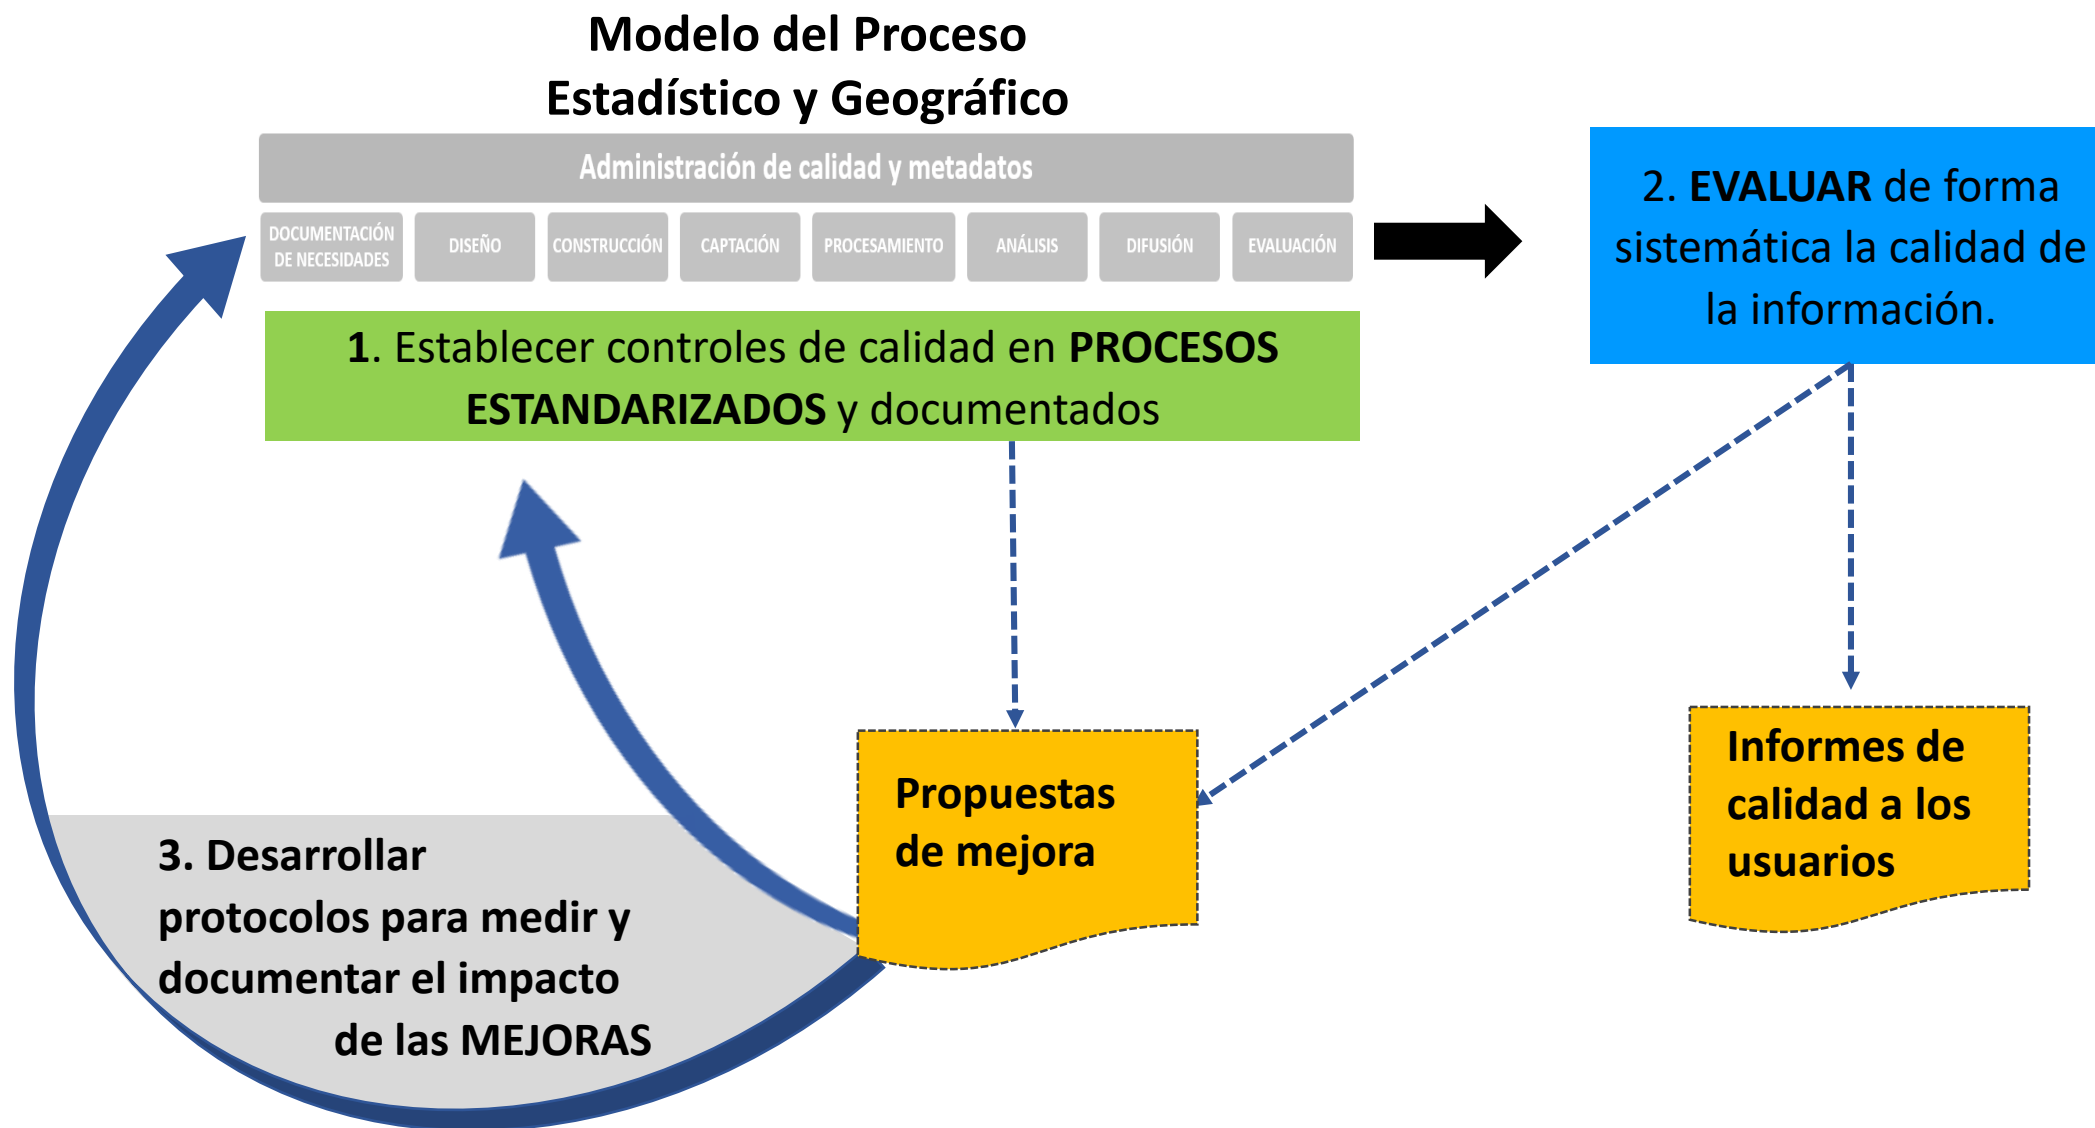 Modelo del Proceso
Estadístico y Geográfico
Administración de calidad y metadatos
DOCUMENTACIÓN
DE NECESIDADES
DISEÑO
CONSTRUCCIÓN
CAPTACIÓN
PROCESAMIENTO
ANÁLISIS
DIFUSIÓN
EVALUACIÓN
1. Establecer controles de calidad en PROCESOS
ESTANDARIZADOS y documentados
2. EVALUAR de forma
sistemática la calidad de
la información.
Propuestas
de mejora
Informes de
calidad a los
usuarios
3. Desarrollar
protocolos para medir y
documentar el impacto
de las MEJORAS